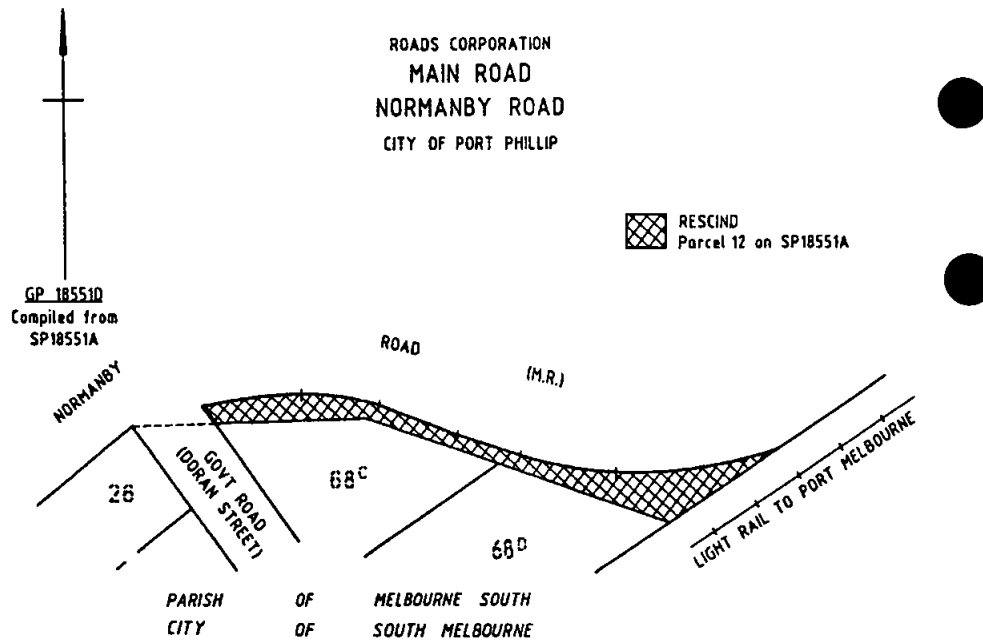 ROADS CORPORATION
MAIN ROAD
NORMANBY ROAD
CITY OF PORT PHILLIP
RESCIND
Parcel 12 on SP18551A
GP 18551D
Compiled from
SP18551A
NORMANBY
ROAD
(M.R.)
26
GOVT ROAD
(DORAN STREET)
68C
68D
LIGHT RAIL TO PORT MELBOURNE
PARISH OF MELBOURNE SOUTH
CITY OF SOUTH MELBOURNE